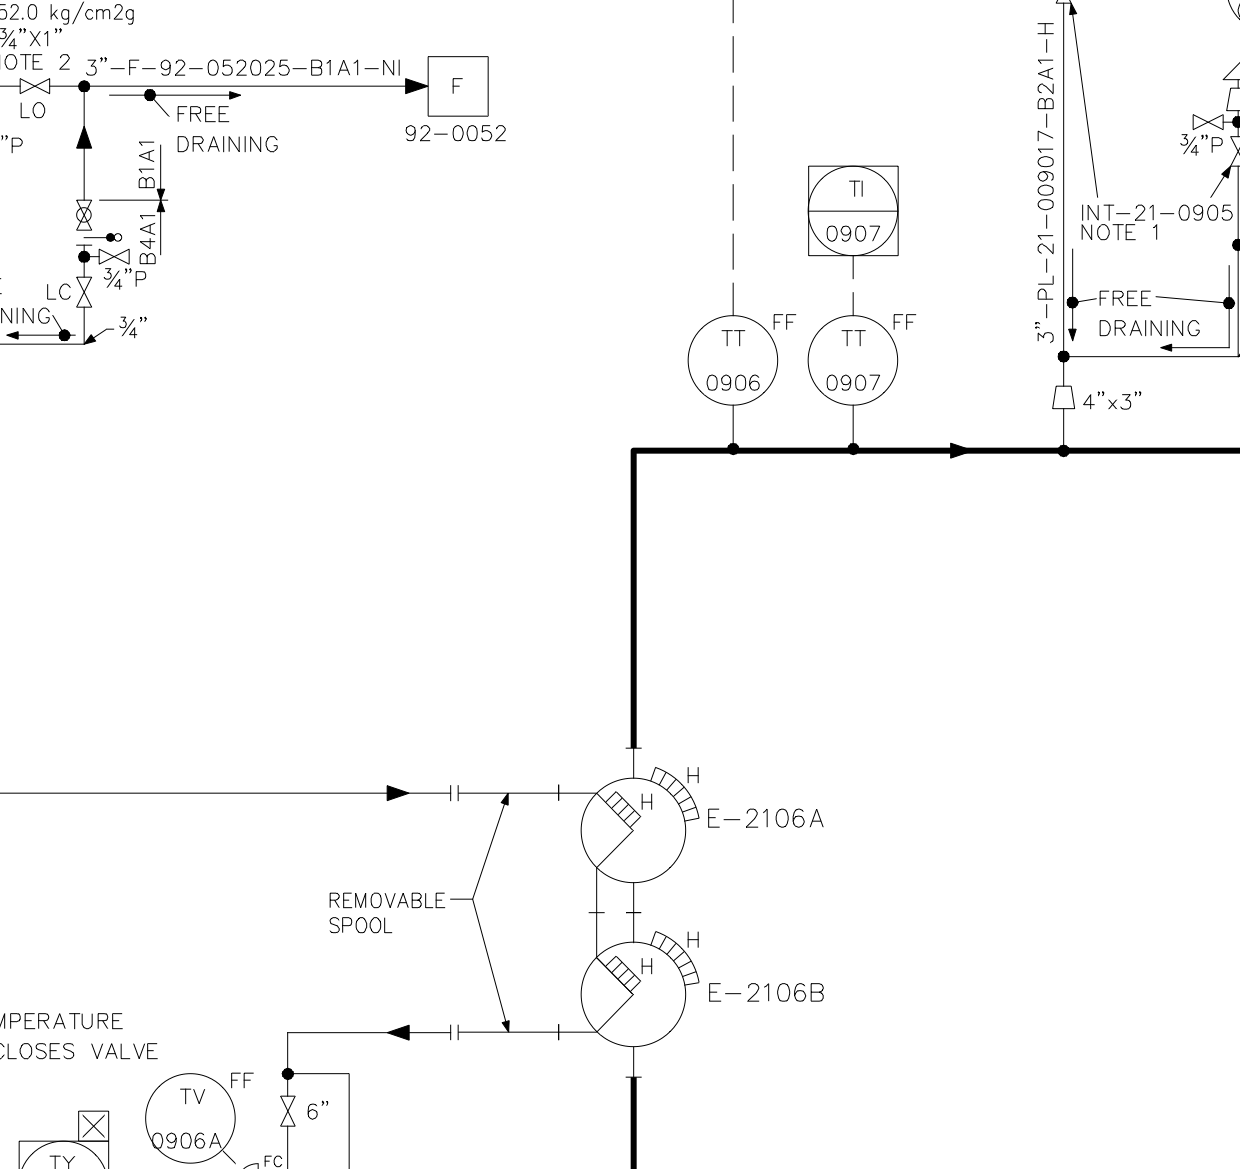 52.0 kg/cm2g
¾"X1"
NOTE 2
3"-F-92-052025-B1A1-NI
F
92-0052
LO
"P
FREE
DRAINING
B1A1
B4A1
¾"P
LC
NING
¾"
TI
0907
TT
0906
FF
TT
0907
FF
3"-PL-21-009017-B2A1-H
¾"P
INT-21-0905
NOTE 1
FREE
DRAINING
4"x3"
H
H
E-2106A
REMOVABLE
SPOOL
H
H
E-2106B
MPERATURE
CLOSES VALVE
TV
0906A
FF
6"
FC
TY